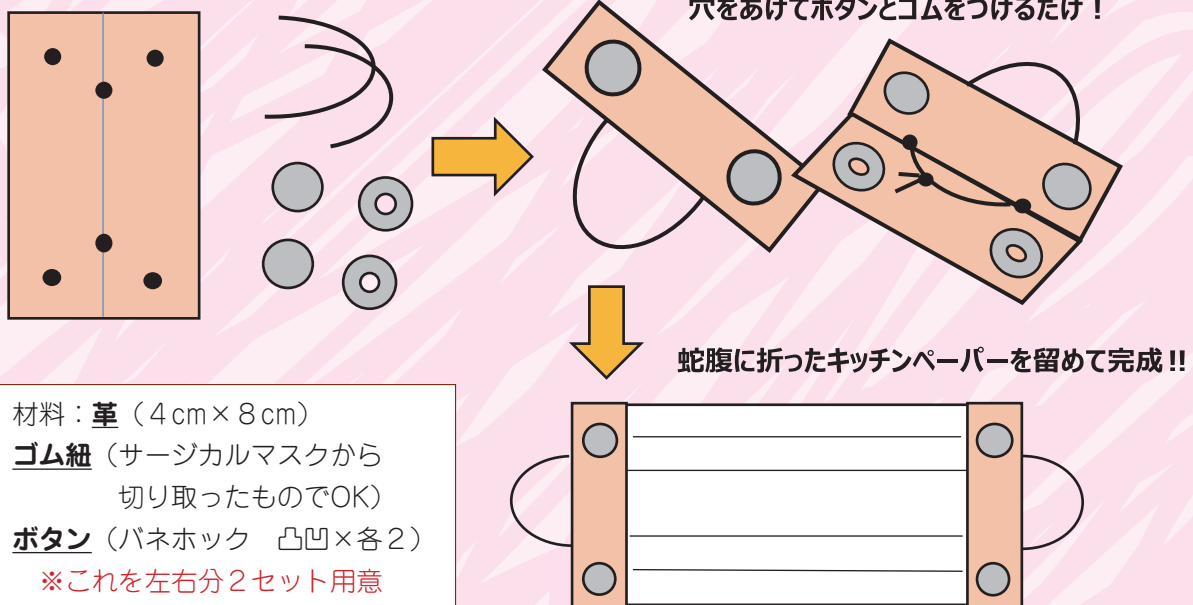 穴をあけてボタンとゴムをつけるだけ！
蛇腹に折ったキッチンペーパーを留めて完成!!
材料：革（４cm×８cm）
ゴム紐（サージカルマスクから
切り取ったものでOK）
ボタン（バネホック　凸凹×各２）
※これを左右分２セット用意